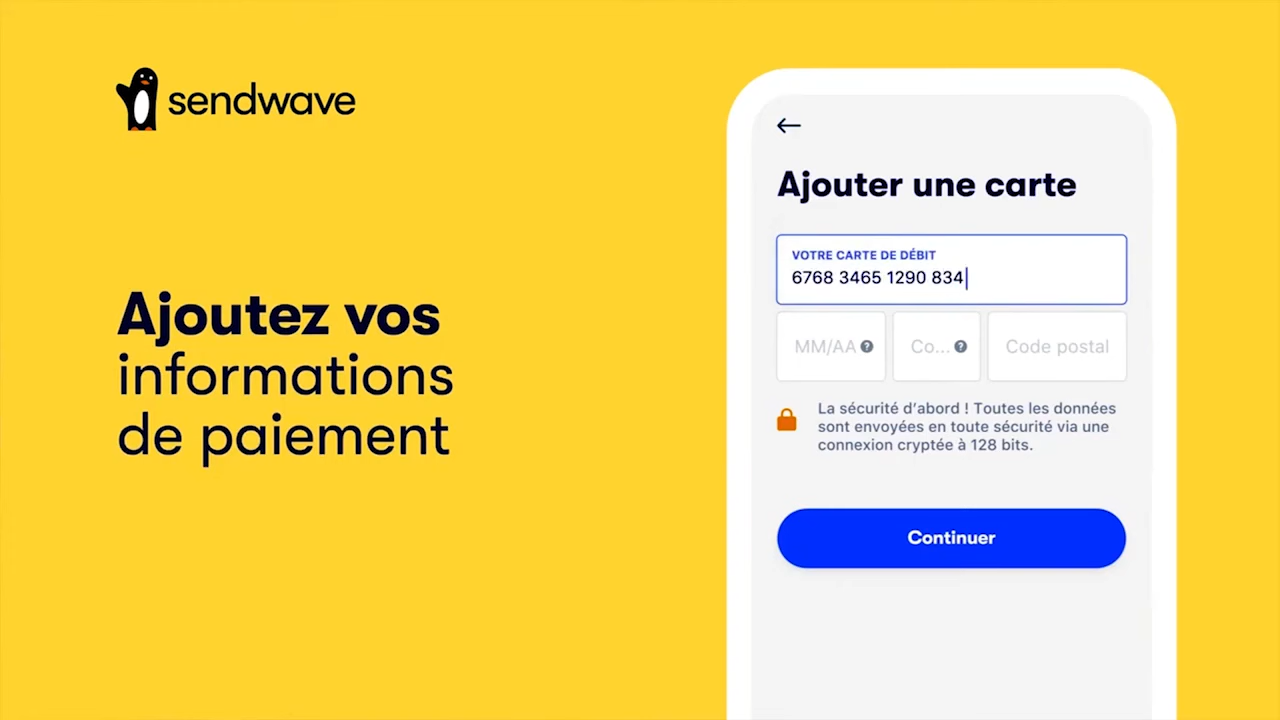 sendwave
Ajoutez vos
informations
de paiement
Ajouter une carte
VOTRE CARTE DE DÉBIT
6768 3465 1290 834
MM/AA ?
Co... ?
Code postal
La sécurité d'abord ! Toutes les données
sont envoyées en toute sécurité via une
connexion cryptée à 128 bits.
Continuer